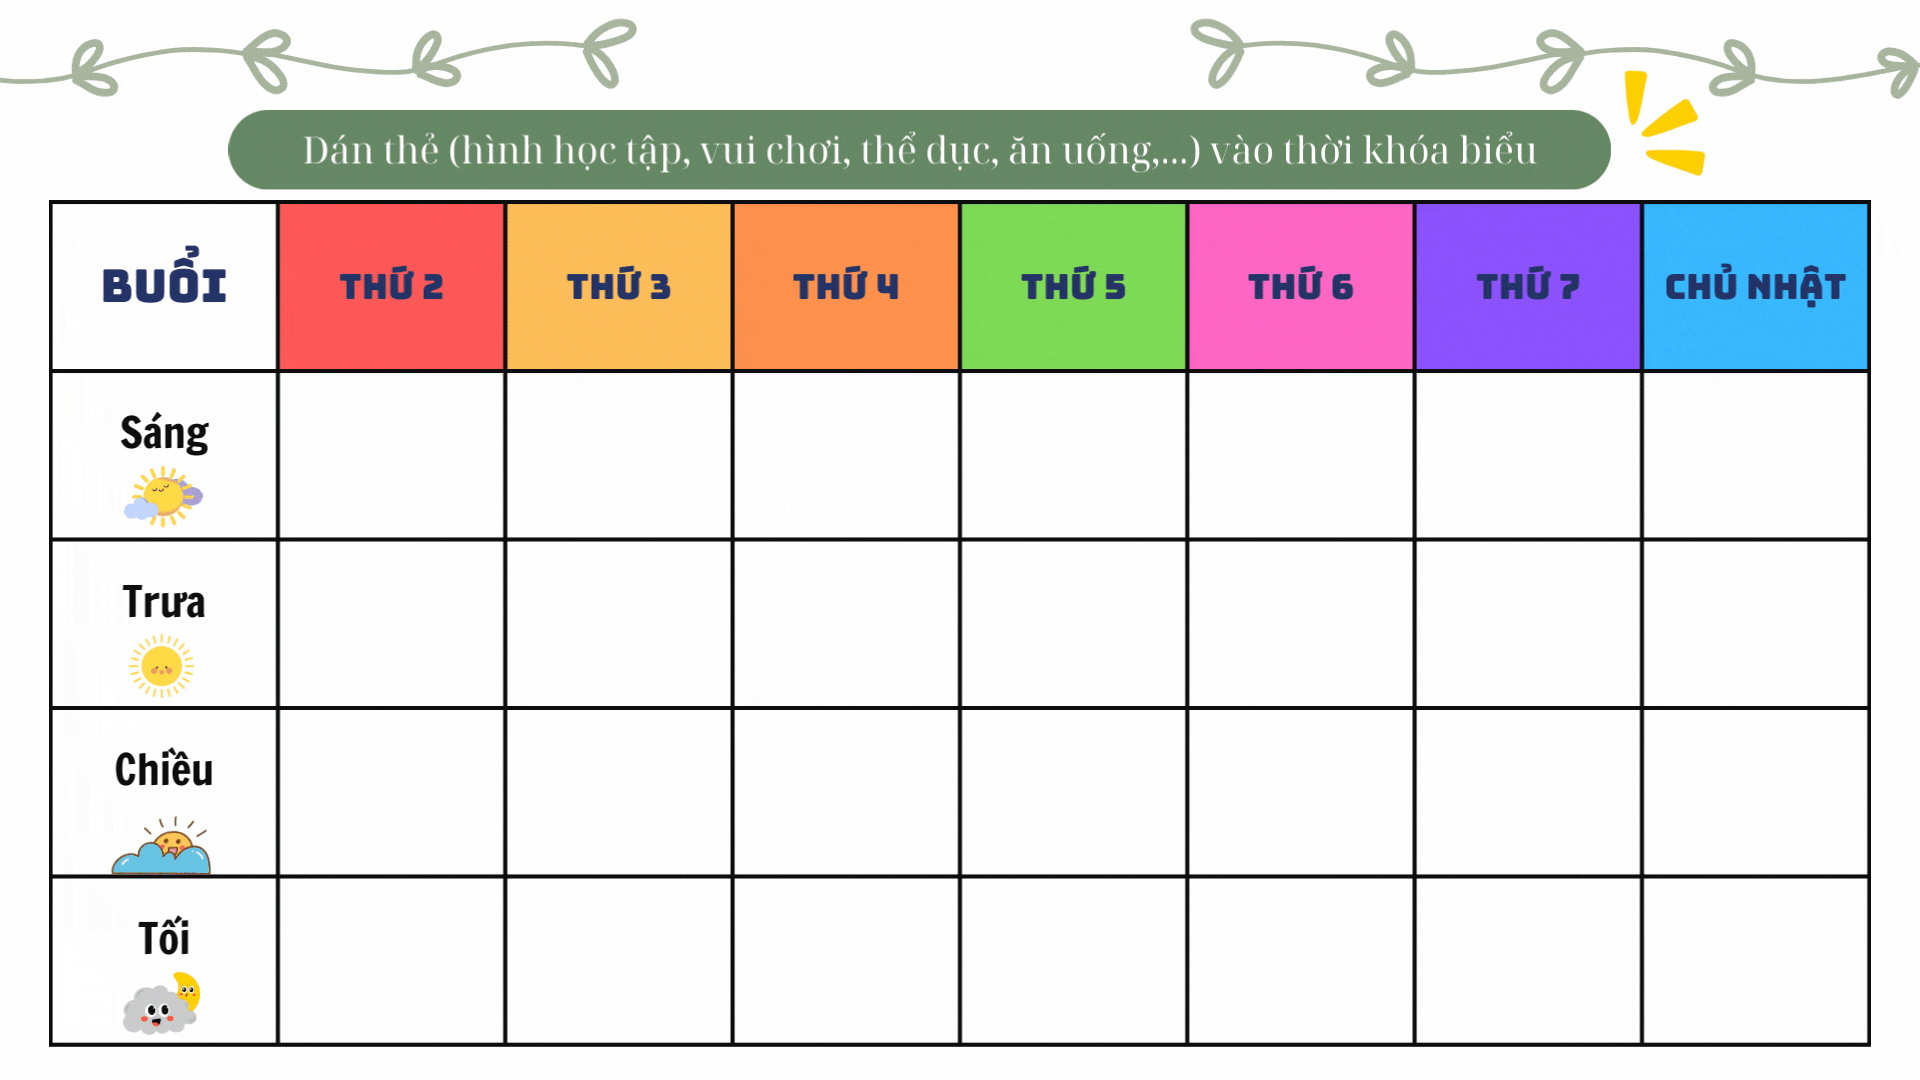 Dán thẻ (hình học tập, vui chơi, thể dục, ăn uống,...) vào thời khóa biểu
BUỔI THỨ 2 THỨ 3 THỨ 4 THỨ 5 THỨ 6 THỨ 7 CHỦ NHẬT
Sáng
Trưa
Chiều
Tối